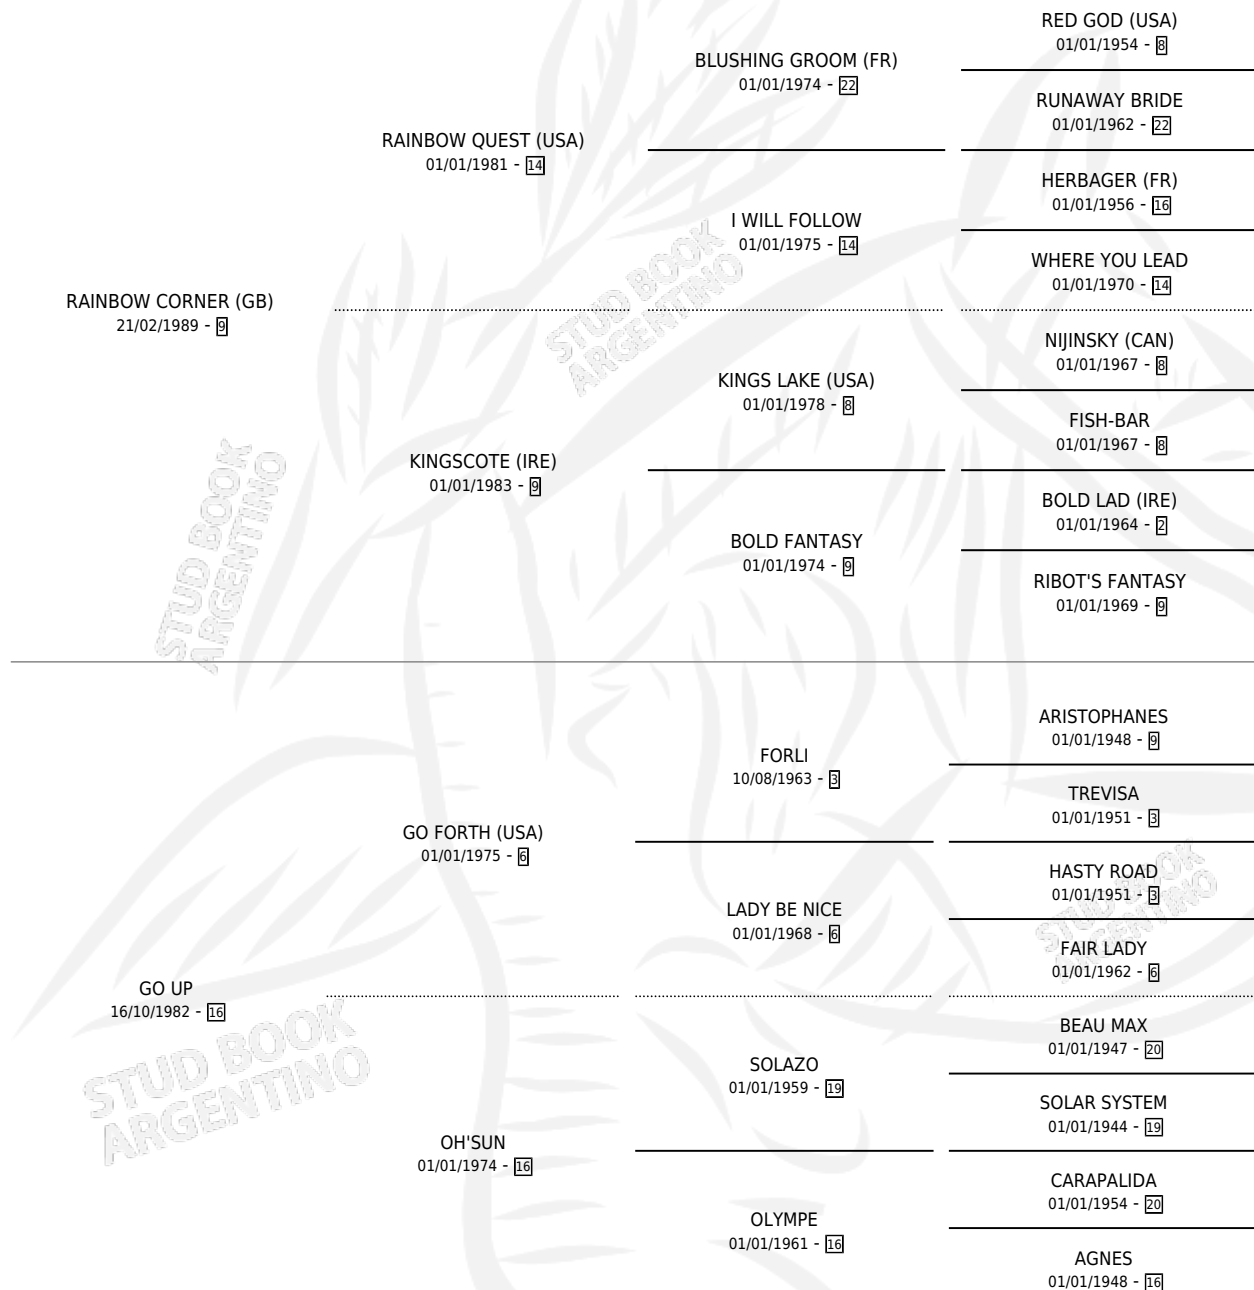 RED GOD (USA)
01/01/1954 - 8
BLUSHING GROOM (FR)
01/01/1974 - 22
RUNAWAY BRIDE
01/01/1962 - 22
RAINBOW QUEST (USA)
01/01/1981 - 14
HERBAGER (FR)
01/01/1956 - 16
I WILL FOLLOW
01/01/1975 - 14
WHERE YOU LEAD
01/01/1970 - 14
RAINBOW CORNER (GB)
21/02/1989 - 9
STUD BOOK
ARGENTINO
NIJINSKY (CAN)
01/01/1967 - 8
KINGS LAKE (USA)
01/01/1978 - 8
FISH-BAR
01/01/1967 - 8
KINGSCOTE (IRE)
01/01/1983 - 9
BOLD LAD (IRE)
01/01/1964 - 2
BOLD FANTASY
01/01/1974 - 9
RIBOT'S FANTASY
01/01/1969 - 9
STUD BOOK
ARGENTINO
ARISTOPHANES
01/01/1948 - 9
FORLI
10/08/1963 - 3
TREVISA
01/01/1951 - 3
GO FORTH (USA)
01/01/1975 - 6
HASTY ROAD
01/01/1951 - 3
LADY BE NICE
01/01/1968 - 6
STUD BOOK
ARGENTINO
FAIR LADY
01/01/1962 - 6
GO UP
16/10/1982 - 16
BEAU MAX
01/01/1947 - 20
SOLAZO
01/01/1959 - 19
SOLAR SYSTEM
01/01/1944 - 19
STUD BOOK
ARGENTINO
OH'SUN
01/01/1974 - 16
CARAPALIDA
01/01/1954 - 20
OLYMPE
01/01/1961 - 16
AGNES
01/01/1948 - 16